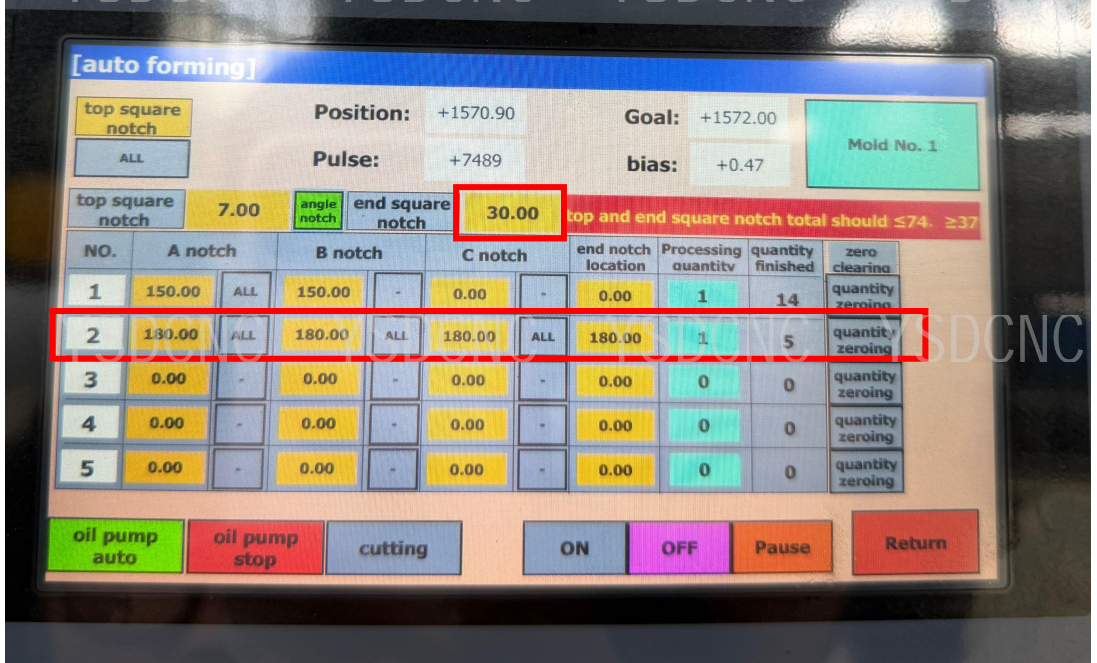 [auto forming]
top square
notch
Position: +1570.90 Goal: +1572.00
Mold No. 1
ALL
Pulse: +7489 bias: +0.47
top square
notch
7.00
angle
notch
end square
notch
30.00
top and end square notch total should ≤74. ≥37
NO. A notch B notch C notch
end notch
location
Processing
quantity
quantity
finished
zero
clearing
1 150.00 ALL 150.00 - 0.00 - 0.00 1 14
quantity
zeroing
2 180.00 ALL 180.00 ALL 180.00 ALL 180.00 1 5
quantity
zeroing
YSDCNC YSDCNC YSDCNC YSDCNC
3 0.00 - 0.00 - 0.00 - 0.00 0 0
quantity
zeroing
4 0.00 - 0.00 - 0.00 - 0.00 0 0
quantity
zeroing
5 0.00 - 0.00 - 0.00 - 0.00 0 0
quantity
zeroing
oil pump
auto
oil pump
stop
cutting
ON
OFF
Pause
Return